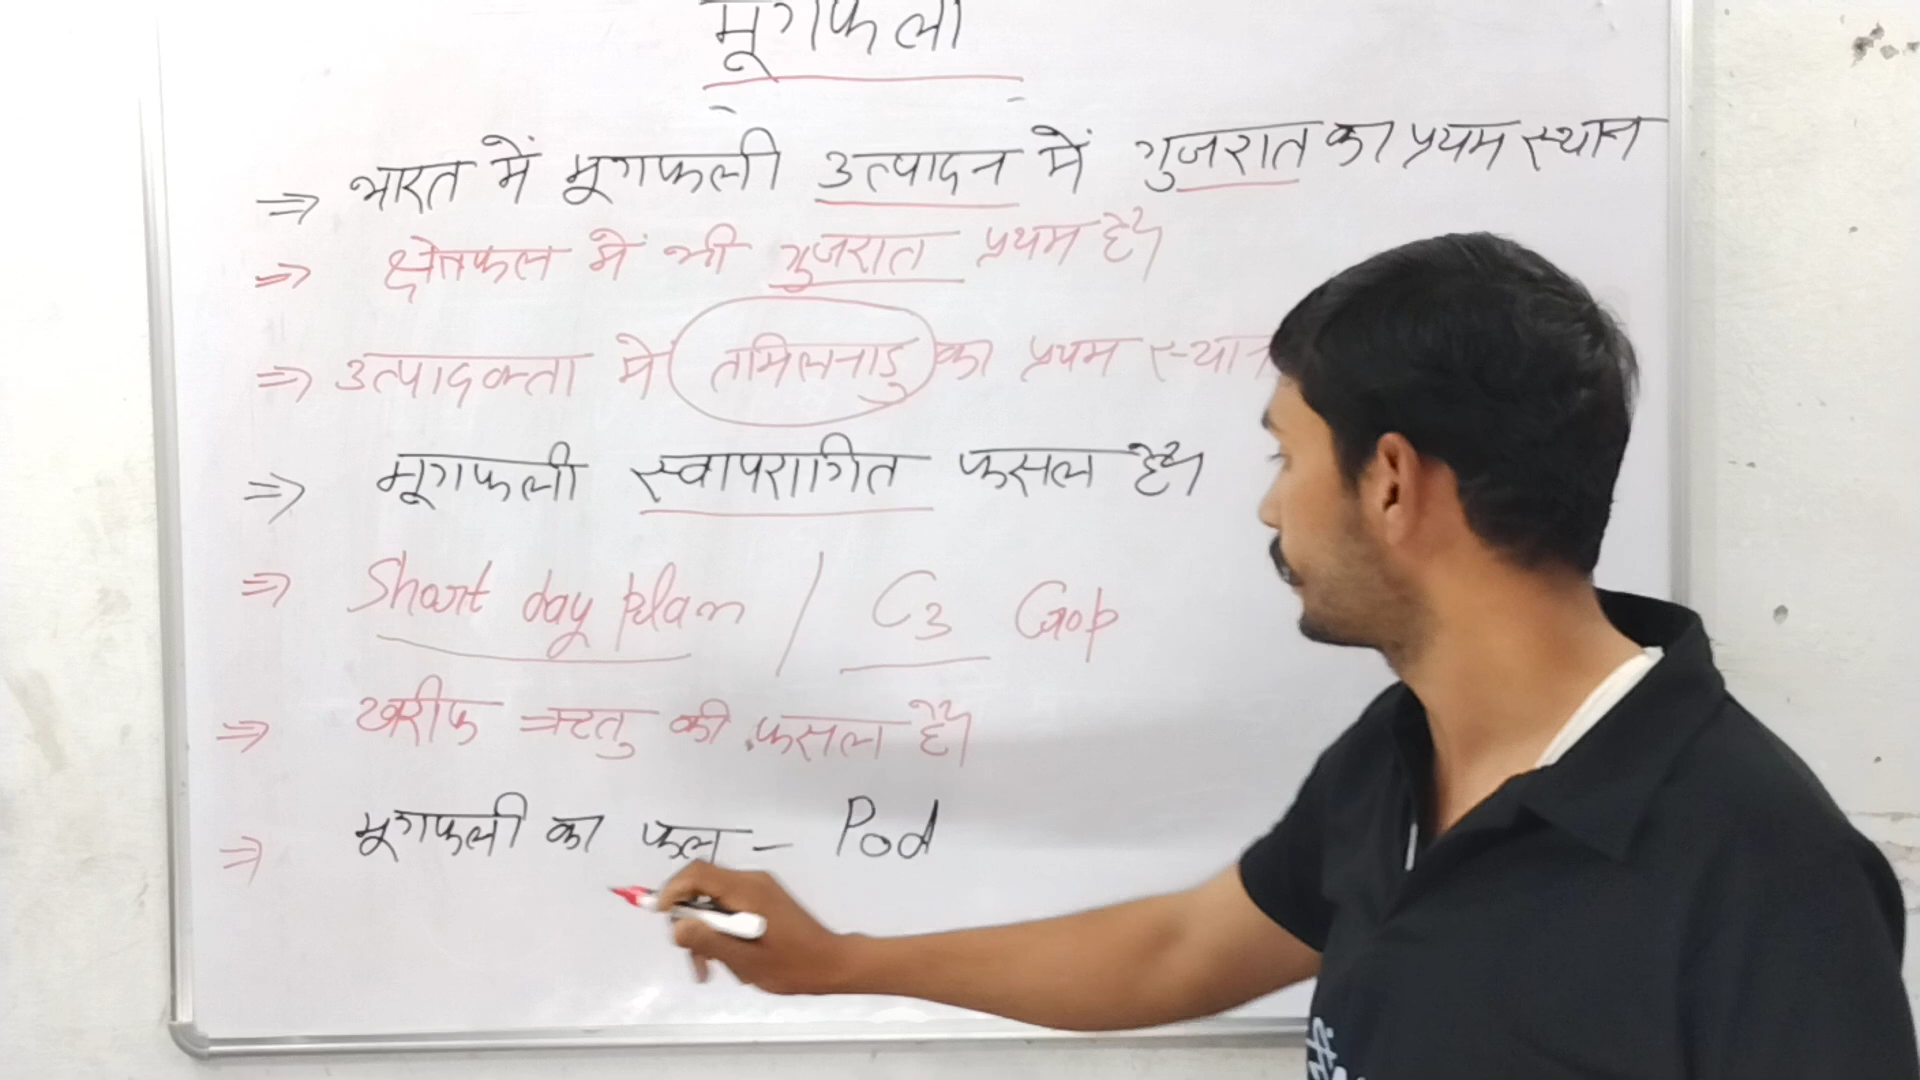 मूगफली
⇒ भारत में मूगफली उत्पादन में गुजरात का प्रथम स्थान
⇒ क्षेत्रफल में भी गुजरात प्रथम है।
⇒ उत्पादकता में तमिलनाडु का प्रथम स्थान
⇒ मूगफली स्वापरागित फसल है।
⇒ Short day plan / C3 Crop
⇒ खरीफ ऋतु की फसल है।
⇒ मूगफली का फल - Pod